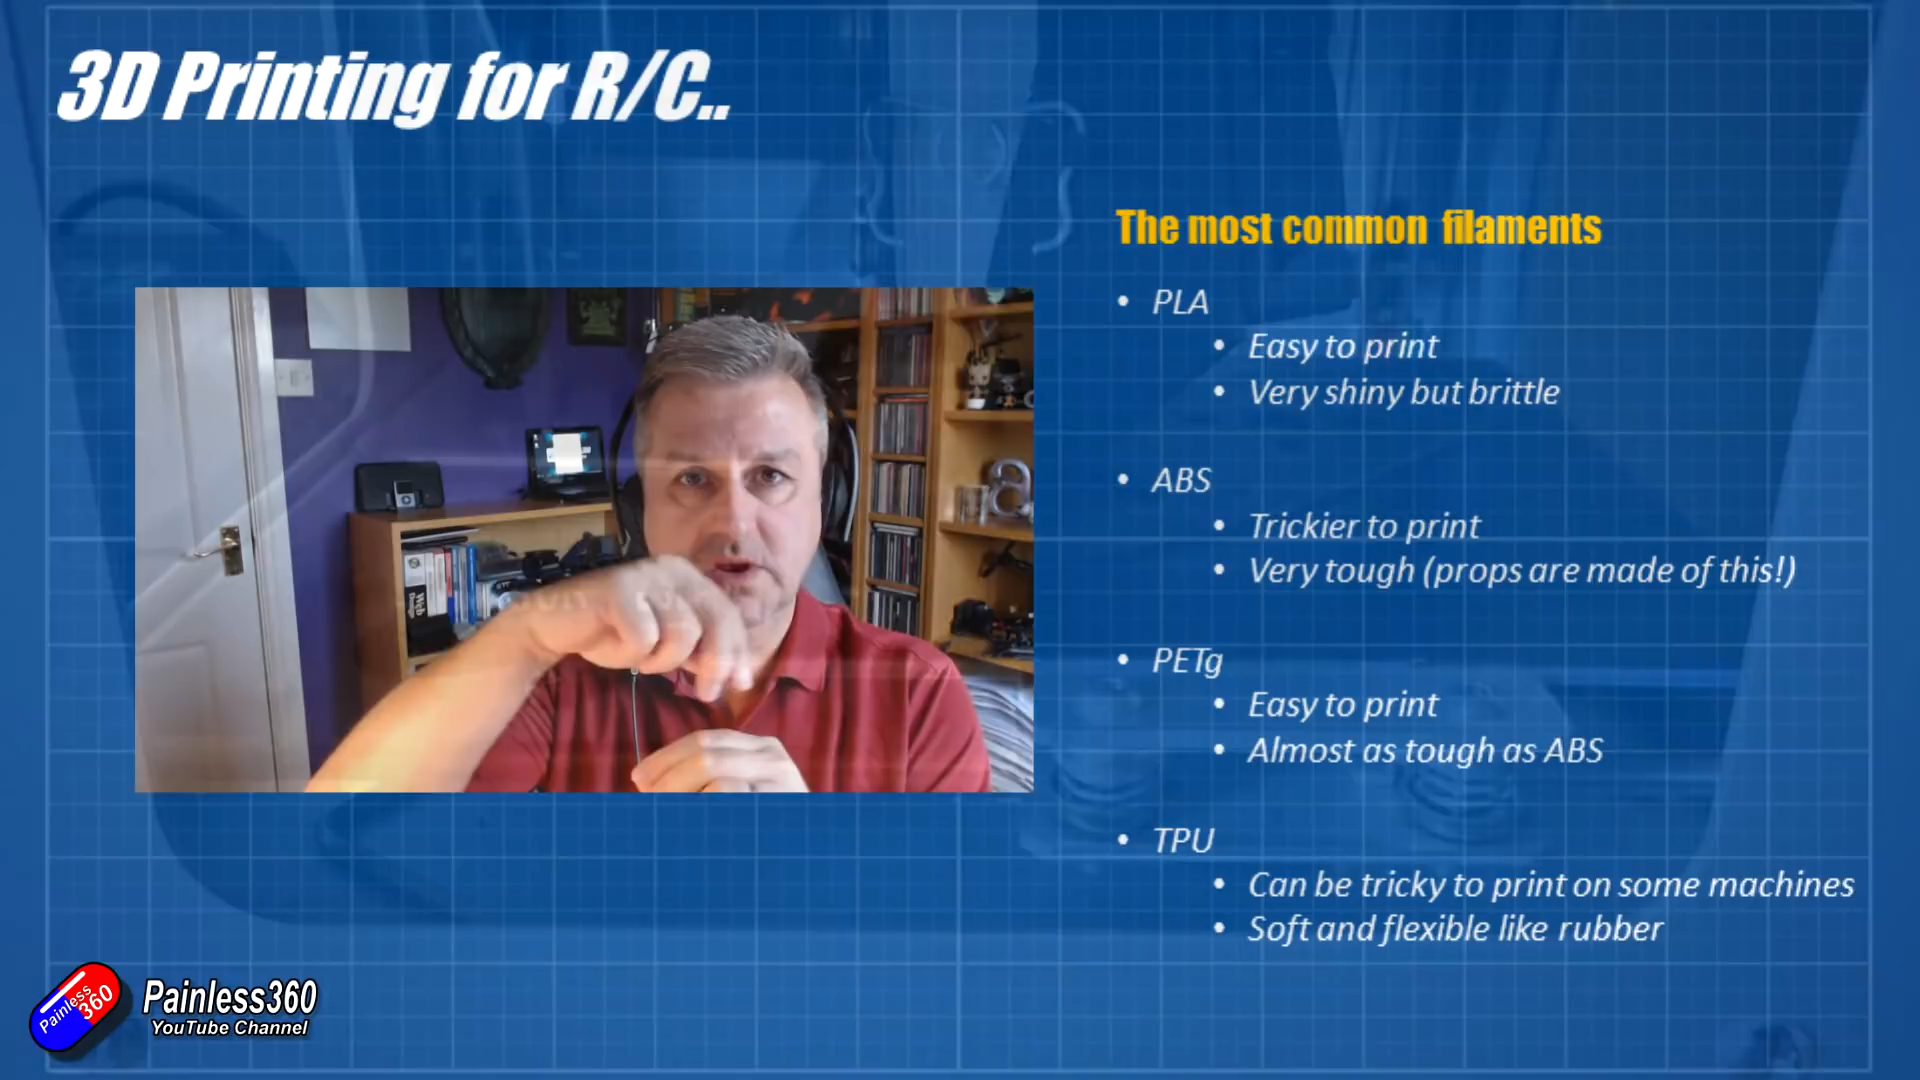 3D Printing for R/C..
The most common filaments
• PLA
• Easy to print
• Very shiny but brittle
• ABS
• Trickier to print
• Very tough (props are made of this!)
• PETg
• Easy to print
• Almost as tough as ABS
• TPU
• Can be tricky to print on some machines
• Soft and flexible like rubber
Web
Design
a
Painless
360
Painless360
YouTube Channel